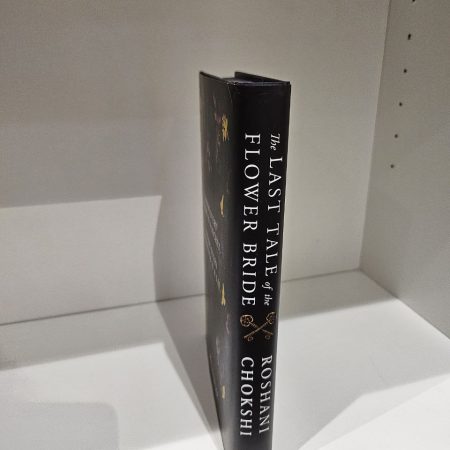 The LAST TALE of the
FLOWER BRIDE
ROSHANI
CHOKSHI